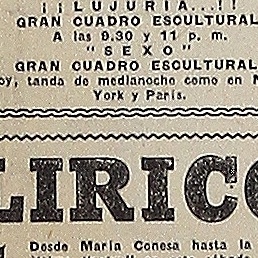 ¡¡LUJURIA...!!
GRAN CUADRO ESCULTURAL
A las 9.30 y 11 p. m.
"SEXO"
GRAN CUADRO ESCULTURAL
oy, tanda de medianoche como en N
York y París.
LIRICO
Desde María Conesa hasta la